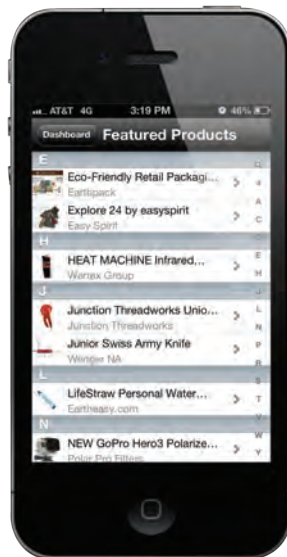 AT&T 4G 3:19 PM 46%
Dashboard Featured Products
E
Eco-Friendly Retail Packagi...
Earthpack
Explore 24 by easyspirit
Easy Spirit
H
HEAT MACHINE Infrared...
Group
J
Junction Threadworks Unio...
Junction Threadworks
Junior Swiss Army Knife
Wenger NA
L
LifeStraw Personal Water...
Eartheasy.com
N
NEW GoPro Hero3 Polarize...
Polar Pro Filters
4
A
C
E
H
J
L
N
P
R
S
T
V
W
Y